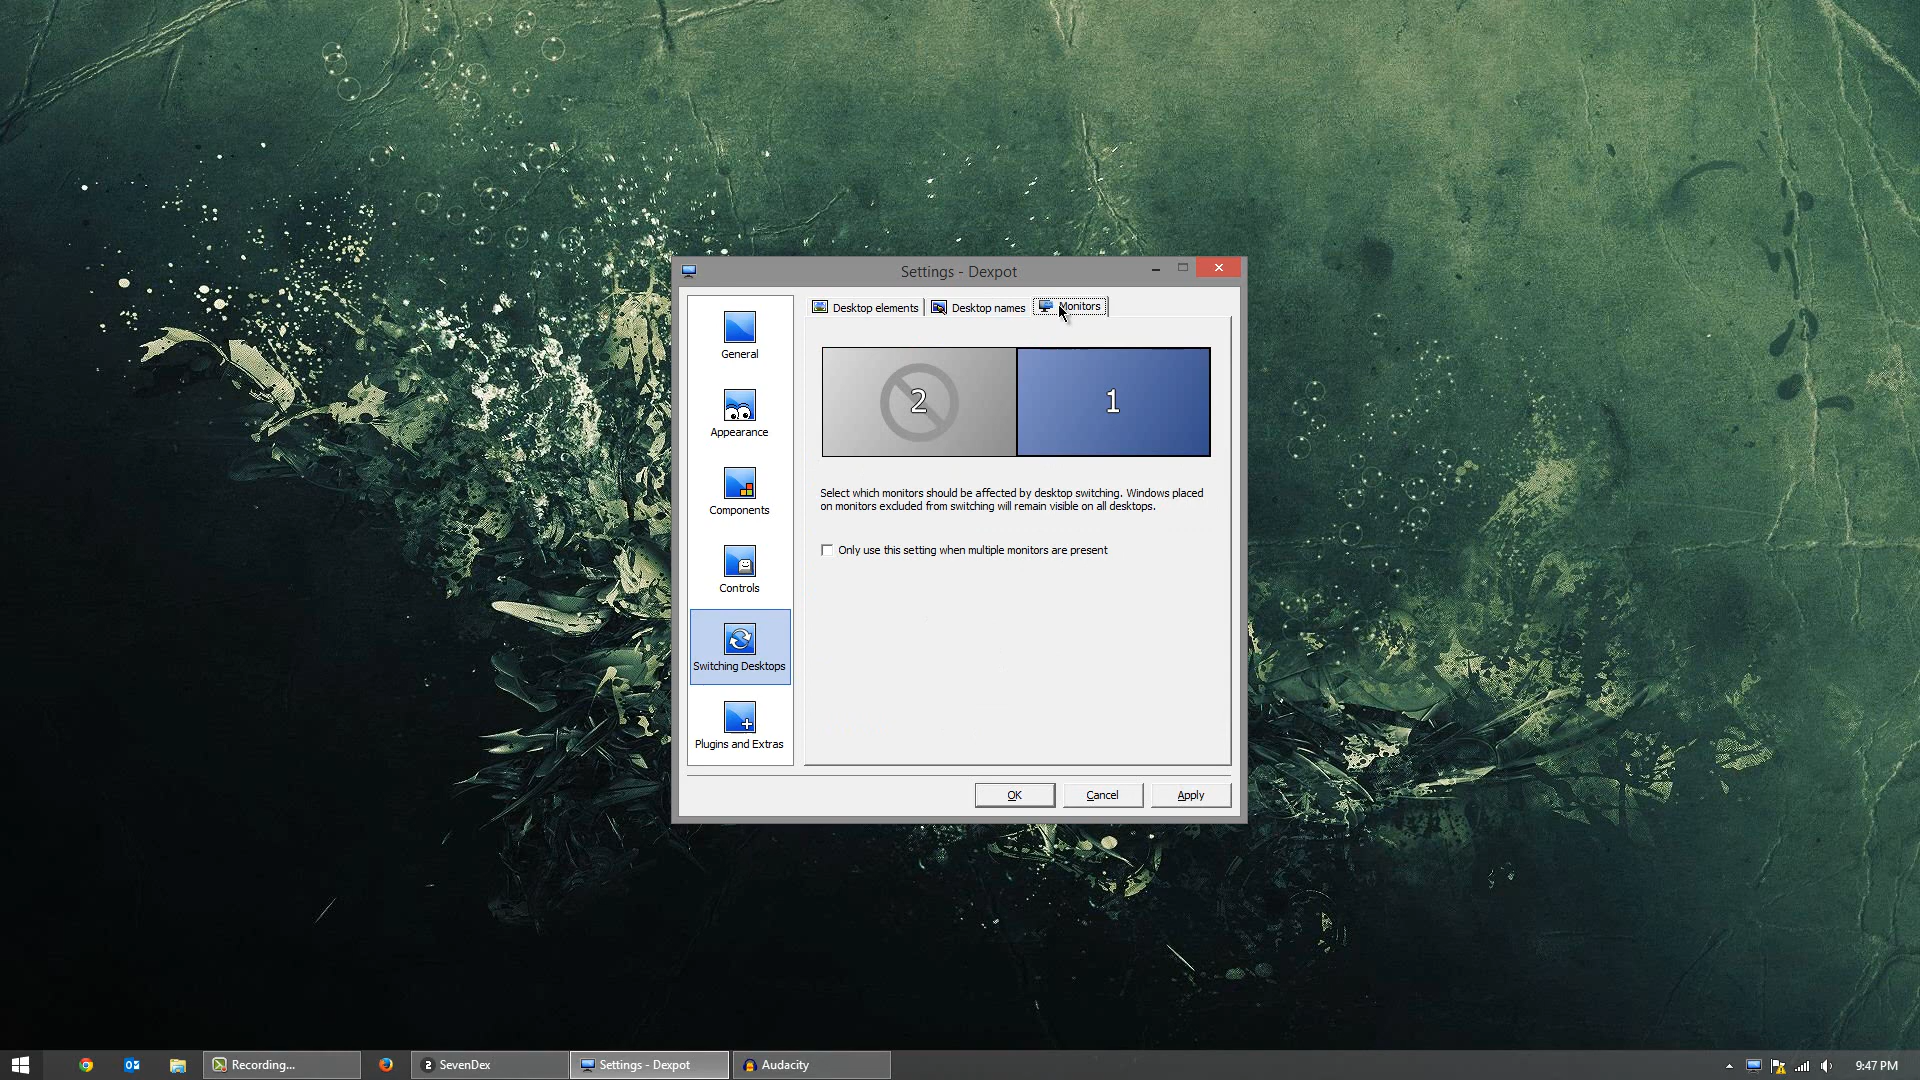 Settings - Dexpot
General
Appearance
Components
Controls
Switching Desktops
Plugins and Extras
Desktop elements
Desktop names
Monitors
2
1
Select which monitors should be affected by desktop switching. Windows placed
on monitors excluded from switching will remain visible on all desktops.
Only use this setting when multiple monitors are present
OK
Cancel
Apply
Recording...
2 SevenDex
Settings - Dexpot
Audacity
9:47 PM